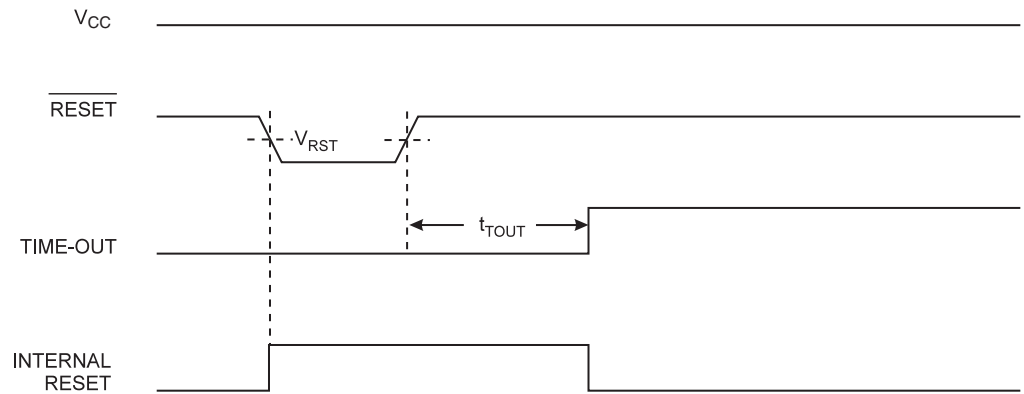 VCC
RESET
VRST
tTOUT
TIME-OUT
INTERNAL
RESET